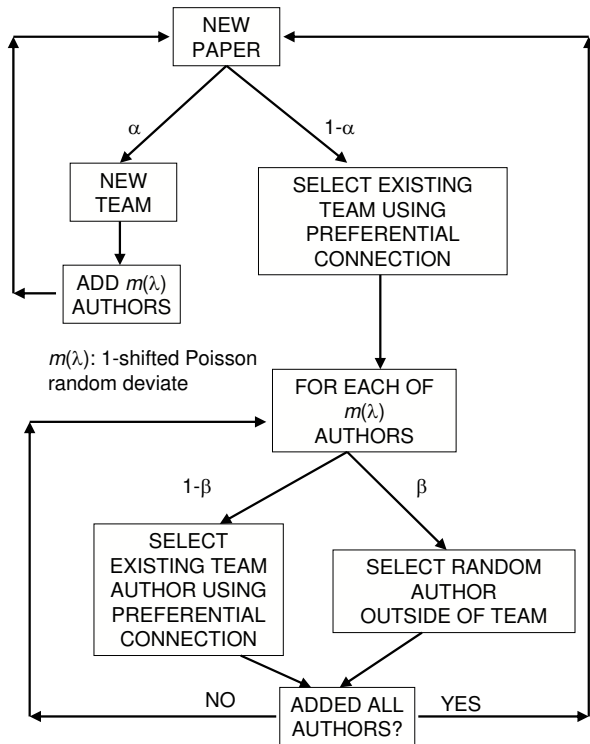 NEW
PAPER
α
1-α
NEW
TEAM
SELECT EXISTING
TEAM USING
PREFERENTIAL
CONNECTION
ADD m(λ)
AUTHORS
m(λ): 1-shifted Poisson
random deviate
FOR EACH OF
m(λ)
AUTHORS
1-β
β
SELECT
EXISTING TEAM
AUTHOR USING
PREFERENTIAL
CONNECTION
SELECT RANDOM
AUTHOR
OUTSIDE OF TEAM
NO
ADDED ALL
AUTHORS?
YES